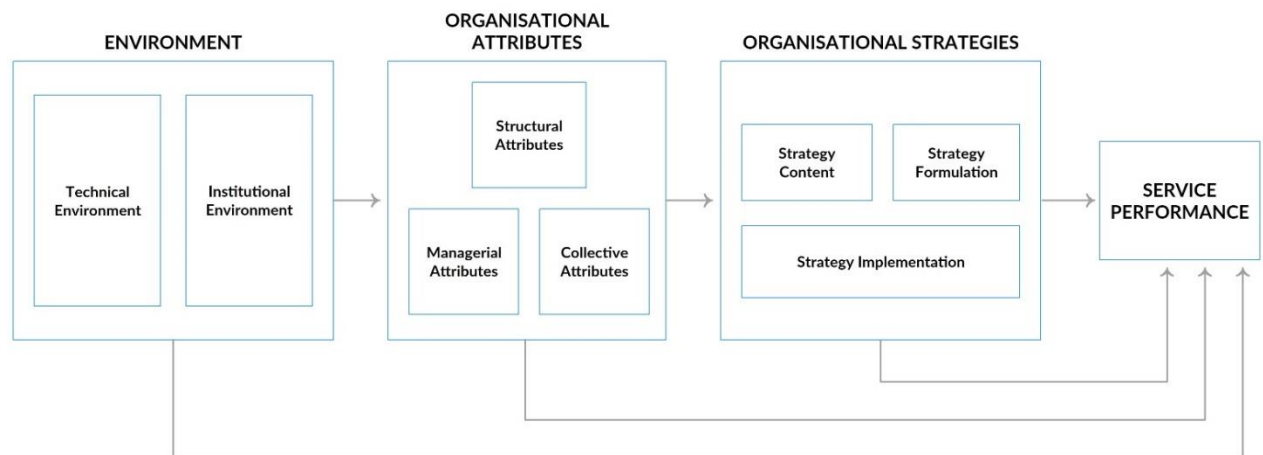 ENVIRONMENT
Technical
Environment
Institutional
Environment
ORGANISATIONAL
ATTRIBUTES
Structural
Attributes
Managerial
Attributes
Collective
Attributes
ORGANISATIONAL STRATEGIES
Strategy
Content
Strategy
Formulation
Strategy Implementation
SERVICE
PERFORMANCE